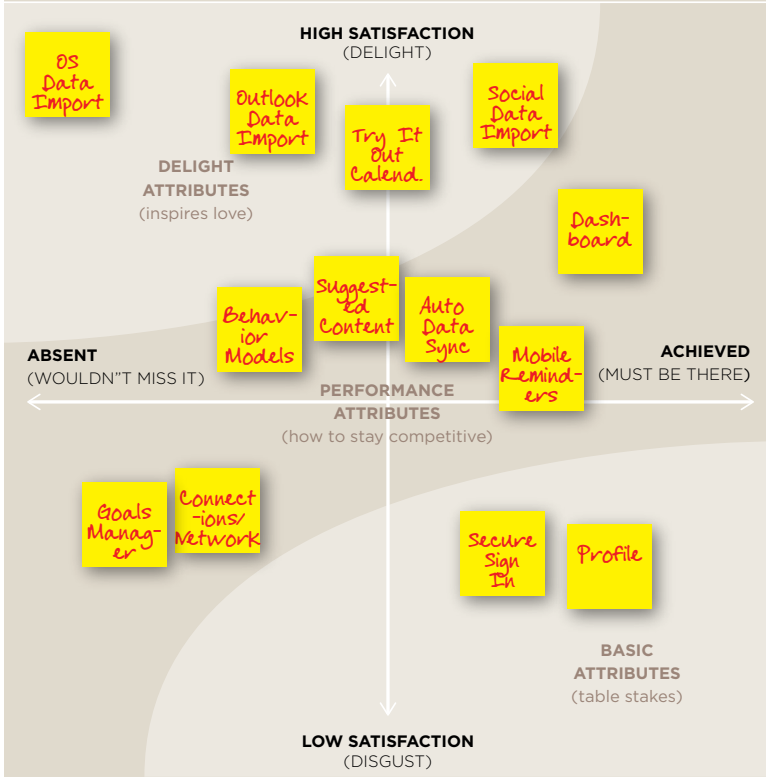 HIGH SATISFACTION
(DELIGHT)
OS
Data
Import
Outlook
Data
Import
Try It
Out
Calend.
Social
Data
Import
DELIGHT
ATTRIBUTES
(inspires love)
Dash-
board
Behav-
ior
Models
Suggest-
ed
Content
Auto
Data
Sync
Mobile
Remind-
ers
ABSENT
(WOULDN"T MISS IT)
ACHIEVED
(MUST BE THERE)
PERFORMANCE
ATTRIBUTES
(how to stay competitive)
Goals
Manag-
er
Connect
-ions/
Network
Secure
Sign
In
Profile
BASIC
ATTRIBUTES
(table stakes)
LOW SATISFACTION
(DISGUST)